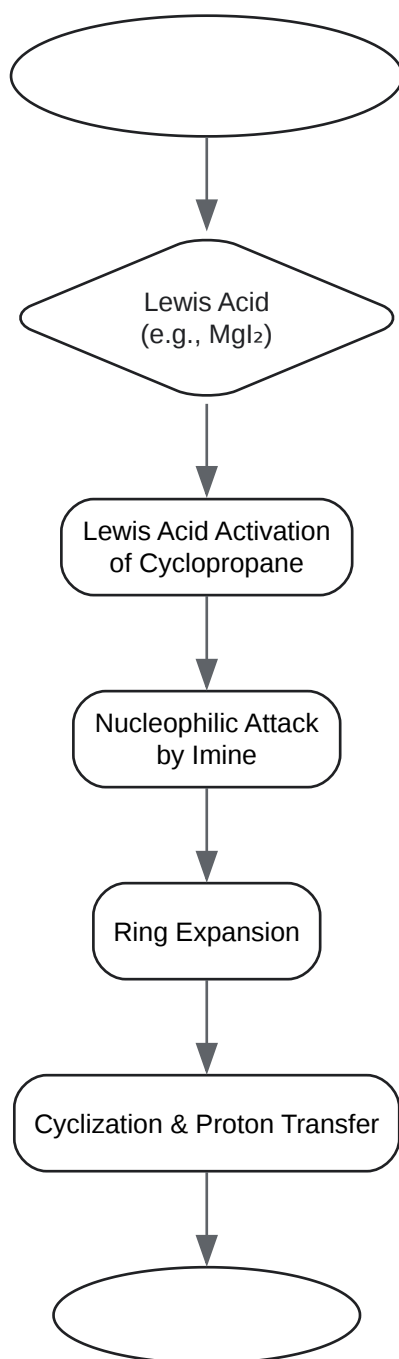 Lewis Acid
(e.g., MgI₂)
Lewis Acid Activation
of Cyclopropane
Nucleophilic Attack
by Imine
Ring Expansion
Cyclization & Proton Transfer